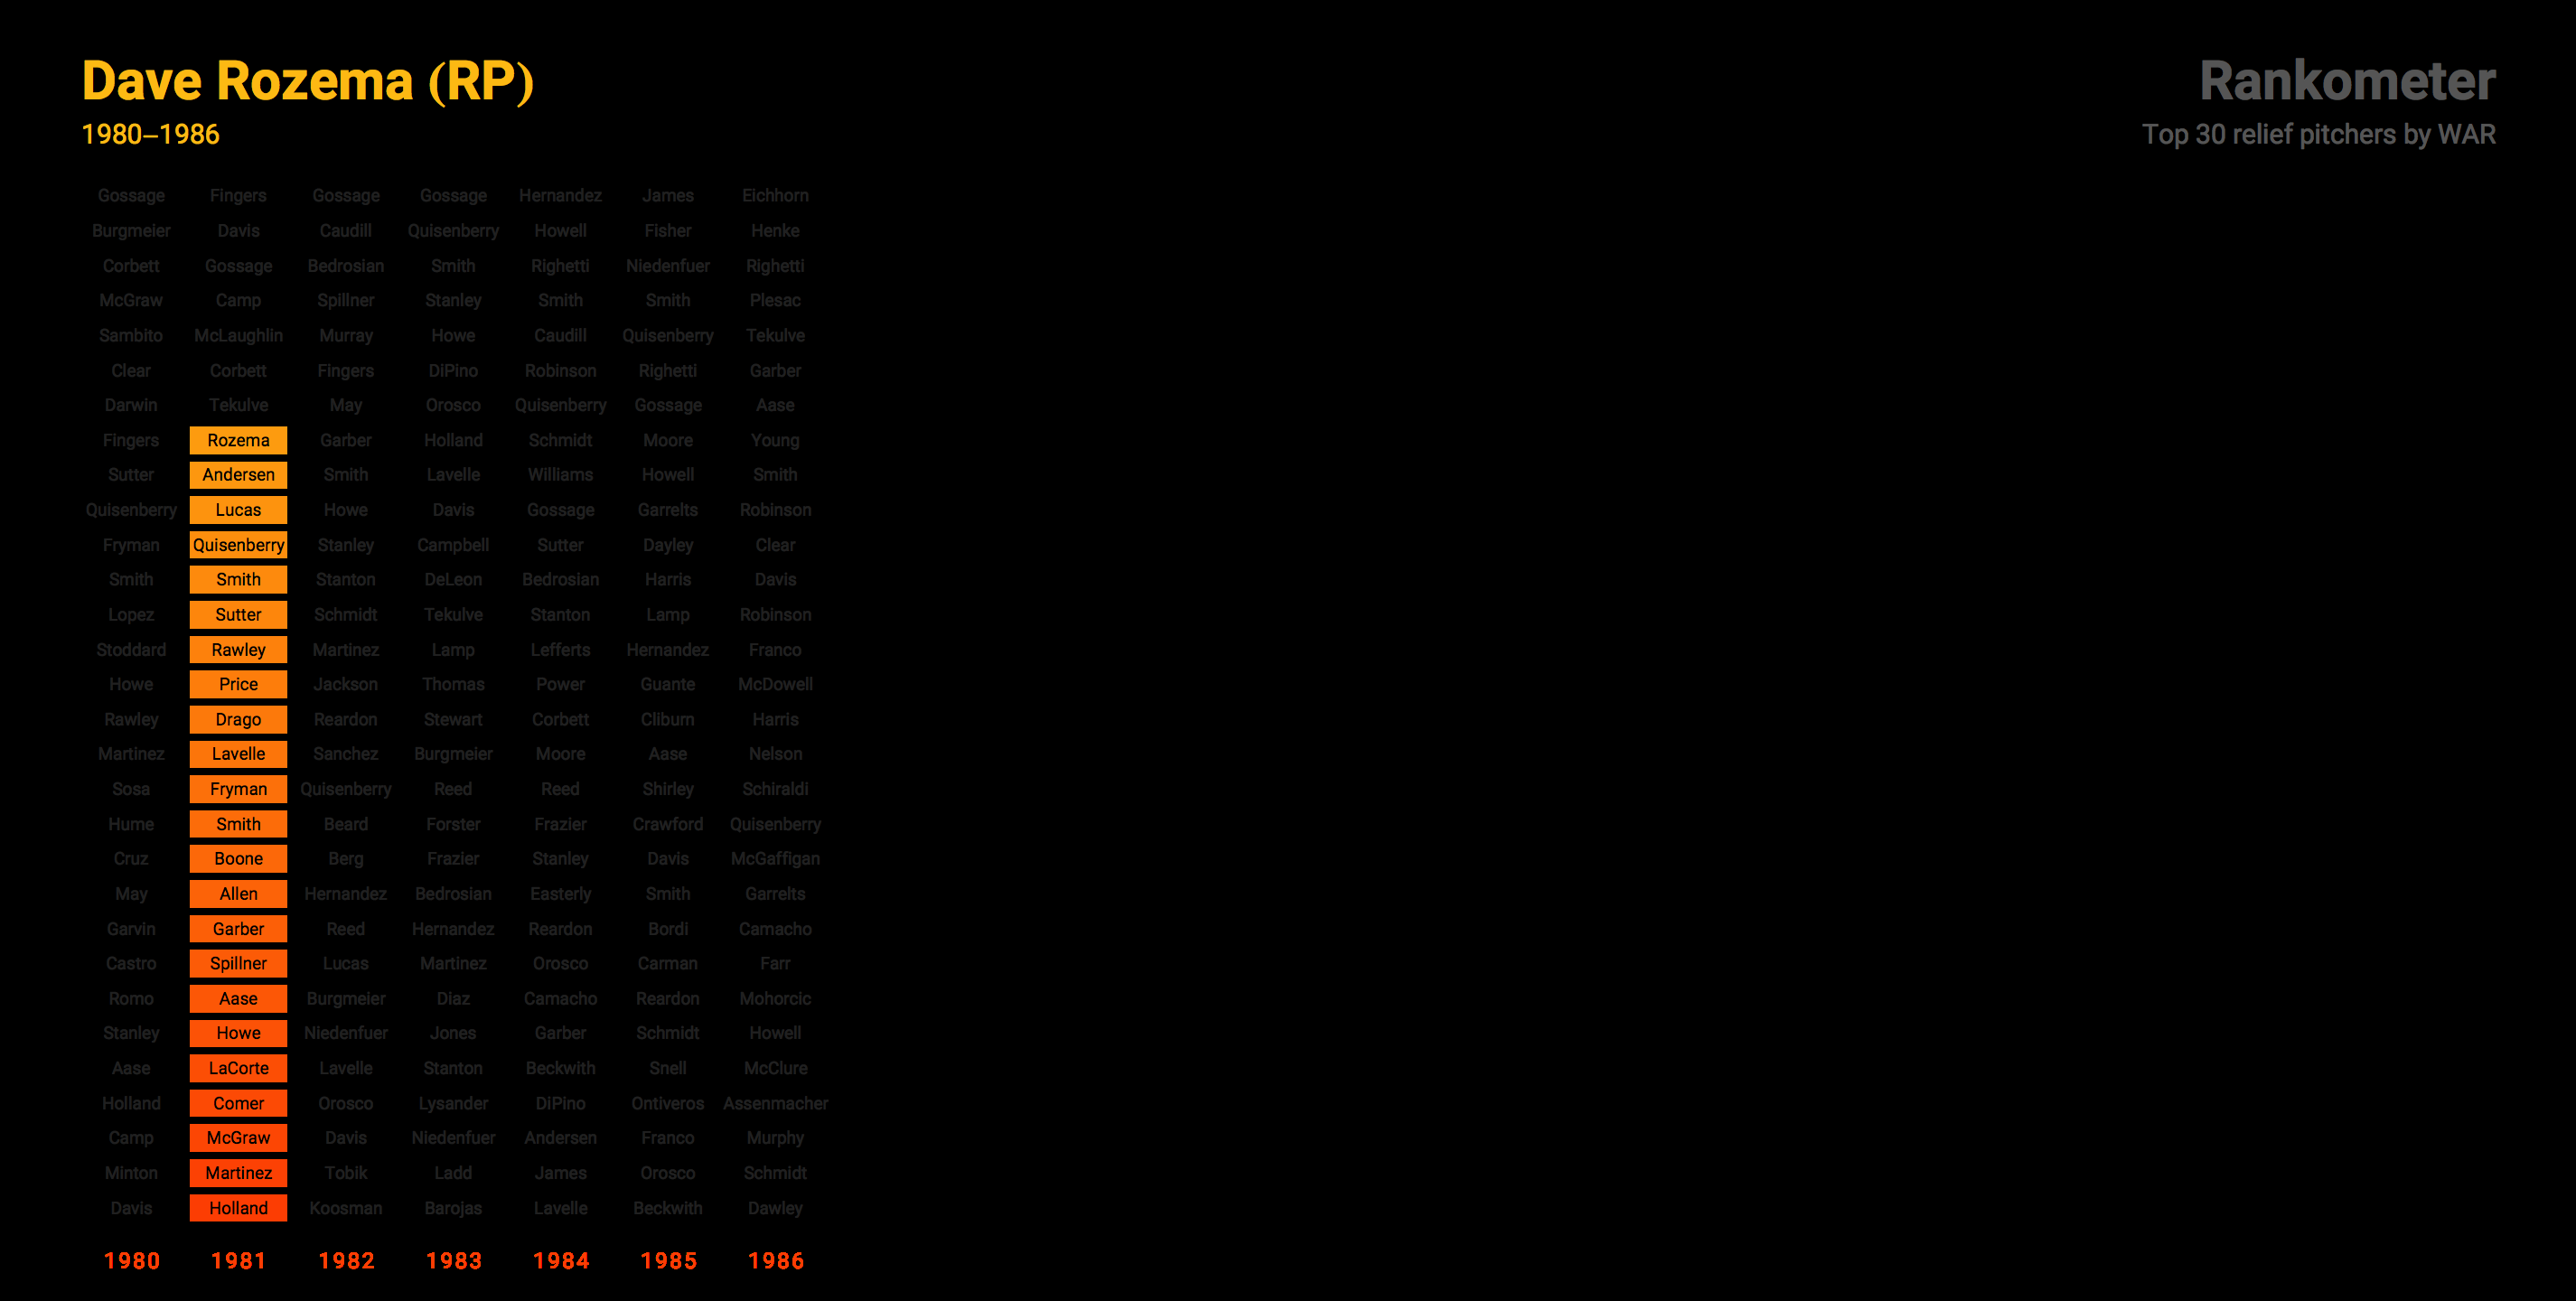 Dave Rozema (RP)
1980–1986
Rankometer
Top 30 relief pitchers by WAR
Gossage Fingers Gossage Gossage Hernandez James Eichhorn
Burgmeier Davis Caudill Quisenberry Howell Fisher Henke
Corbett Gossage Bedrosian Smith Righetti Niedenfuer Righetti
McGraw Camp Spillner Stanley Smith Smith Plesac
Sambito McLaughlin Murray Howe Caudill Quisenberry Tekulve
Clear Corbett Fingers DiPino Robinson Righetti Garber
Darwin Tekulve May Orosco Quisenberry Gossage Aase
Fingers Rozema Garber Holland Schmidt Moore Young
Sutter Andersen Smith Lavelle Williams Howell Smith
Quisenberry Lucas Howe Davis Gossage Garrelts Robinson
Fryman Quisenberry Stanley Campbell Sutter Dayley Clear
Smith Smith Stanton DeLeon Bedrosian Harris Davis
Lopez Sutter Schmidt Tekulve Stanton Lamp Robinson
Stoddard Rawley Martinez Lamp Lefferts Hernandez Franco
Howe Price Jackson Thomas Power Guante McDowell
Rawley Drago Reardon Stewart Corbett Cliburn Harris
Martinez Lavelle Sanchez Burgmeier Moore Aase Nelson
Sosa Fryman Quisenberry Reed Reed Shirley Schiraldi
Hume Smith Beard Forster Frazier Crawford Quisenberry
Cruz Boone Berg Frazier Stanley Davis McGaffigan
May Allen Hernandez Bedrosian Easterly Smith Garrelts
Garvin Garber Reed Hernandez Reardon Bordi Camacho
Castro Spillner Lucas Martinez Orosco Carman Farr
Romo Aase Burgmeier Diaz Camacho Reardon Mohorcic
Stanley Howe Niedenfuer Jones Garber Schmidt Howell
Aase LaCorte Lavelle Stanton Beckwith Snell McClure
Holland Comer Orosco Lysander DiPino Ontiveros Assenmacher
Camp McGraw Davis Niedenfuer Andersen Franco Murphy
Minton Martinez Tobik Ladd James Orosco Schmidt
Davis Holland Koosman Barojas Lavelle Beckwith Dawley
1980 1981 1982 1983 1984 1985 1986